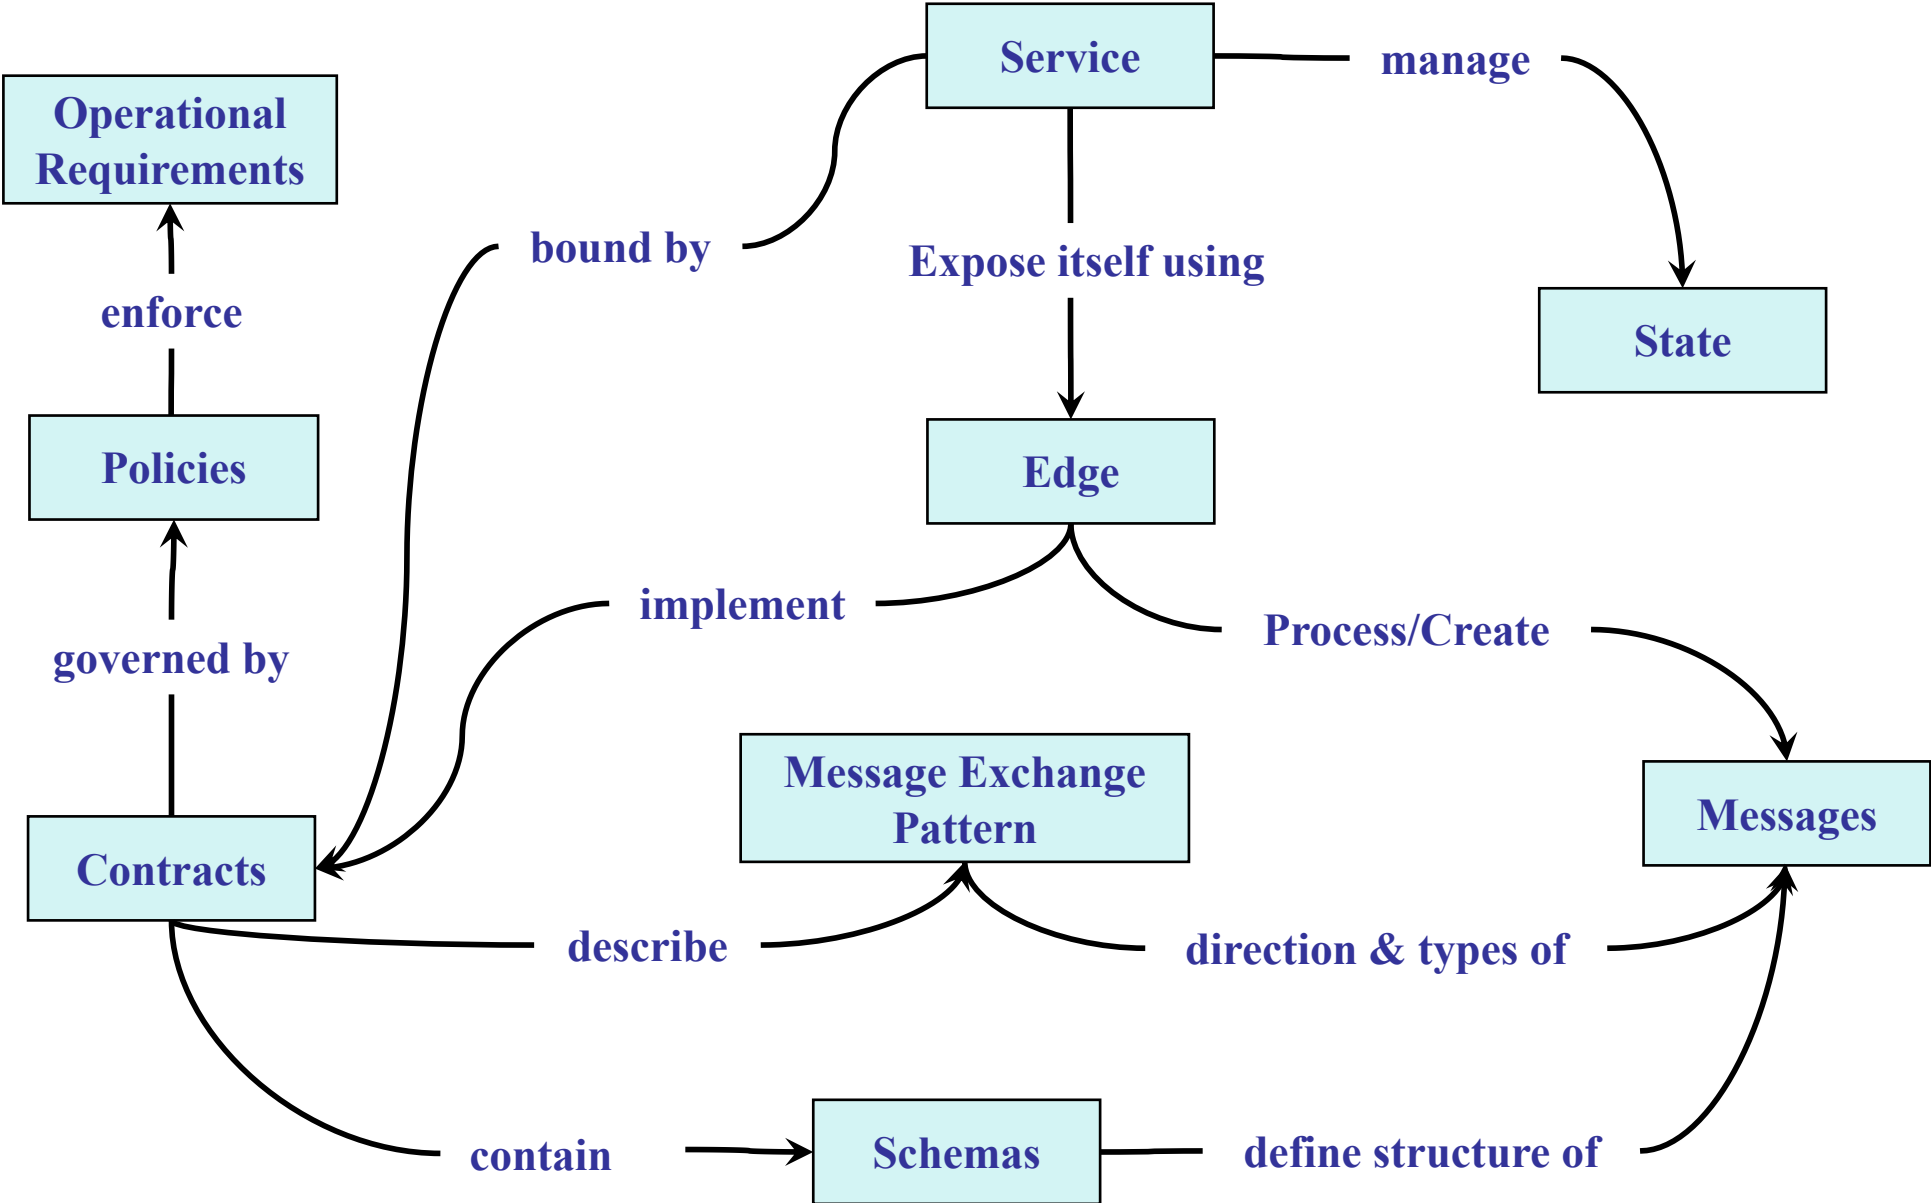 Service
manage
Operational
Requirements
bound by
Expose itself using
enforce
State
Policies
Edge
implement
Process/Create
governed by
Message Exchange
Pattern
Messages
Contracts
describe
direction & types of
contain
Schemas
define structure of